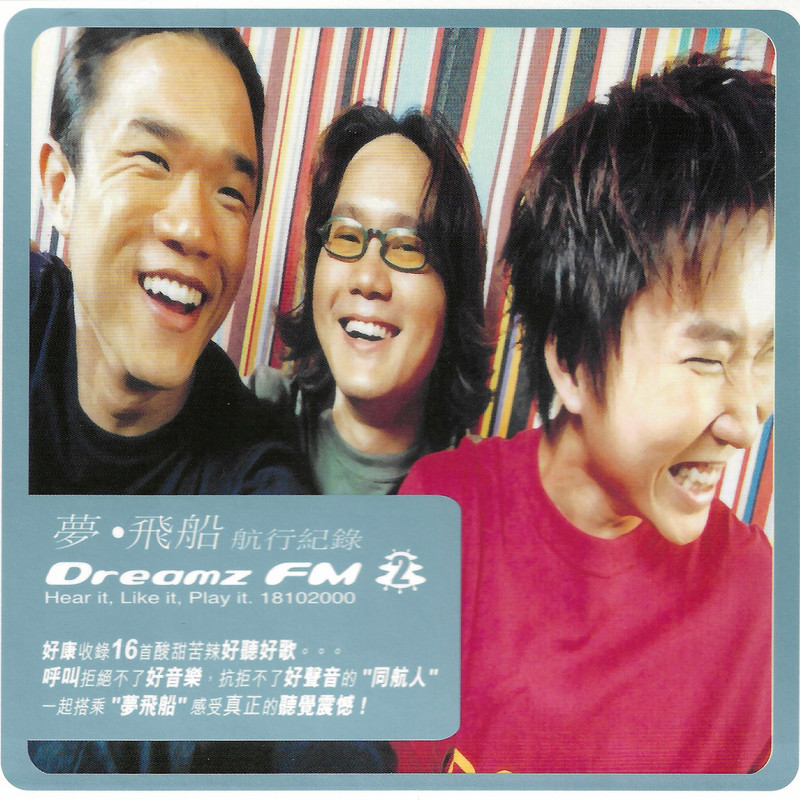 夢•飛船 航行紀錄
Dreamz FM 2
Hear it, Like it, Play it. 18102000
好康收錄16首酸甜苦辣好聽好歌。。。
呼叫拒絕不了好音樂，抗拒不了好聲音的 "同航人"
一起搭乘 "夢飛船" 感受真正的聽覺震憾！